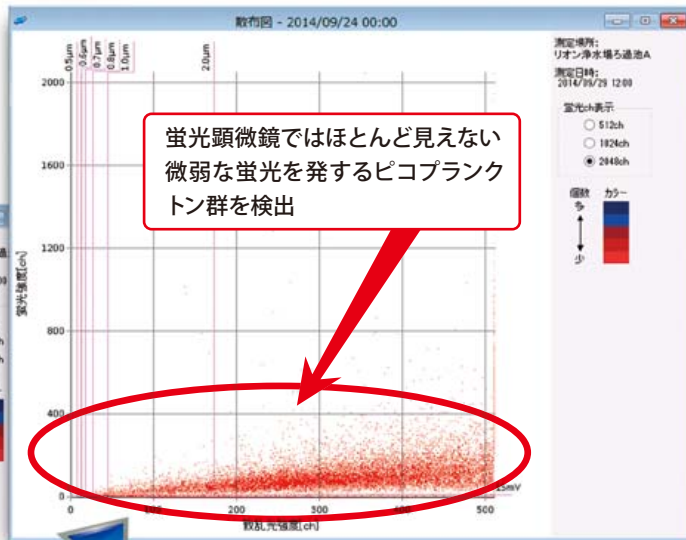 散布図 - 2014/09/24 00:00
0.5μm
0.6μm
0.7μm
0.8μm
1.0μm
2.0μm
測定場所:
リオン浄水場ろ過池A
測定日時:
2014/09/29 12:00
蛍光ch表示
512ch
1024ch
2048ch
個数 カラー
多
少
蛍光顕微鏡ではほとんど見えない
微弱な蛍光を発するピコプランク
トン群を検出
蛍光強度[ch]
2000
1600
1200
800
400
0
0 100 200 300 400 500
散乱光強度[ch]